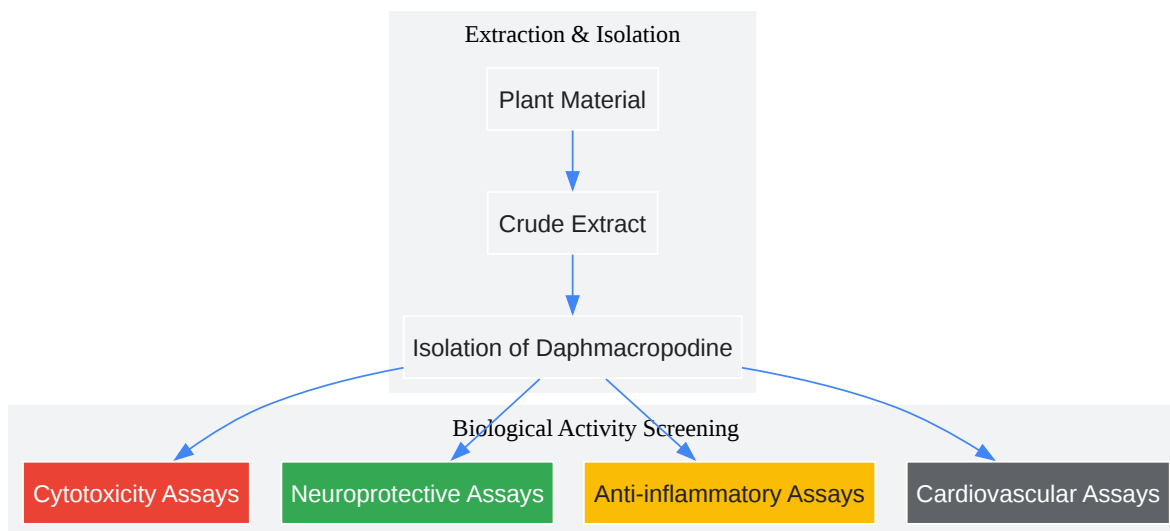 Extraction & Isolation
Plant Material
Crude Extract
Isolation of Daphmacropodine
Biological Activity Screening
Cytotoxicity Assays
Neuroprotective Assays
Anti-inflammatory Assays
Cardiovascular Assays